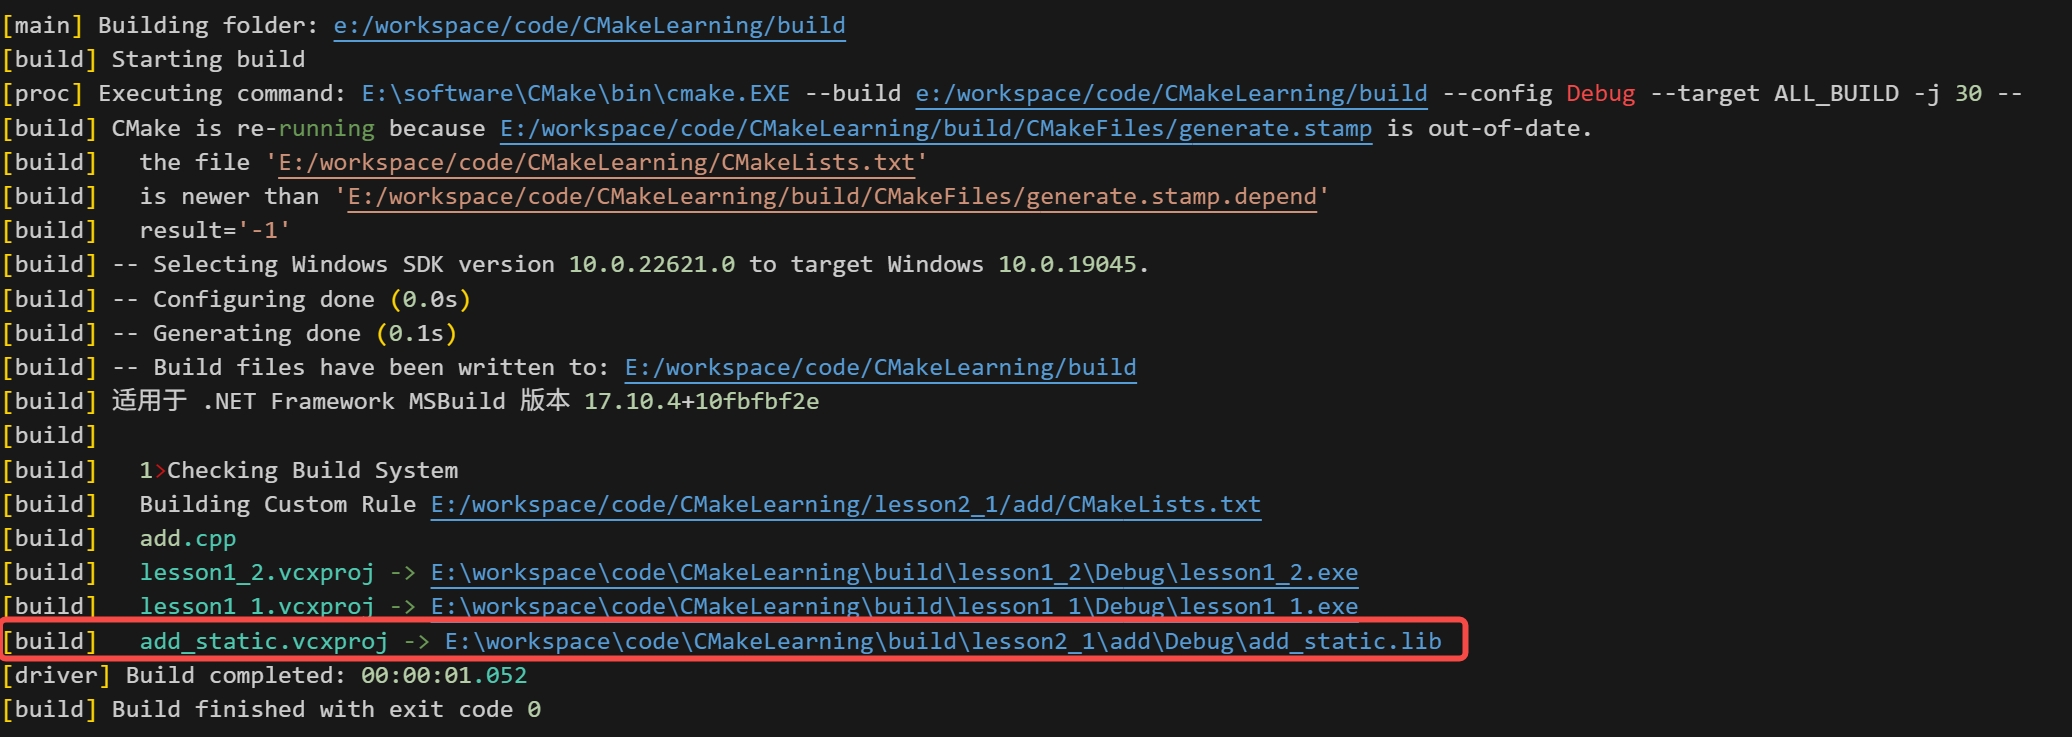 [main] Building folder: e:/workspace/code/CMakeLearning/build
[build] Starting build
[proc] Executing command: E:\software\CMake\bin\cmake.EXE --build e:/workspace/code/CMakeLearning/build --config Debug --target ALL_BUILD -j 30 --
[build] CMake is re-running because E:/workspace/code/CMakeLearning/build/CMakeFiles/generate.stamp is out-of-date.
[build]   the file 'E:/workspace/code/CMakeLearning/CMakeLists.txt'
[build]   is newer than 'E:/workspace/code/CMakeLearning/build/CMakeFiles/generate.stamp.depend'
[build]   result='-1'
[build] -- Selecting Windows SDK version 10.0.22621.0 to target Windows 10.0.19045.
[build] -- Configuring done (0.0s)
[build] -- Generating done (0.1s)
[build] -- Build files have been written to: E:/workspace/code/CMakeLearning/build
[build] 适用于 .NET Framework MSBuild 版本 17.10.4+10fbfbf2e
[build]
[build]   1>Checking Build System
[build]   Building Custom Rule E:/workspace/code/CMakeLearning/lesson2_1/add/CMakeLists.txt
[build]   add.cpp
[build]   lesson1_2.vcxproj -> E:\workspace\code\CMakeLearning\build\lesson1_2\Debug\lesson1_2.exe
[build]   lesson1_1.vcxproj -> E:\workspace\code\CMakeLearning\build\lesson1_1\Debug\lesson1_1.exe
[build]   add_static.vcxproj -> E:\workspace\code\CMakeLearning\build\lesson2_1\add\Debug\add_static.lib
[driver] Build completed: 00:00:01.052
[build] Build finished with exit code 0